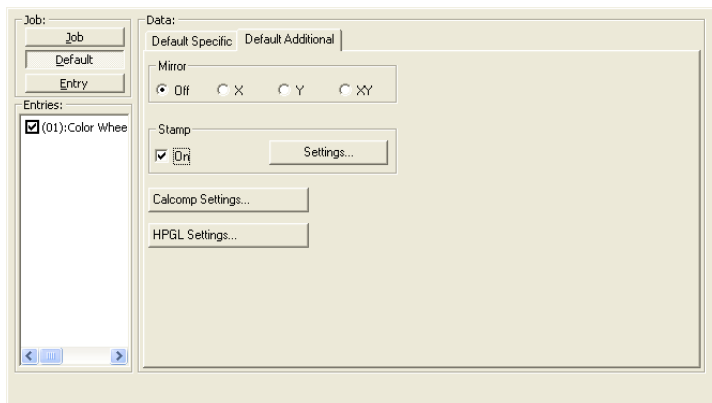 Job:
Job
Default
Entry
Entries:
(01):Color Whee
Data:
Default Specific
Default Additional
Mirror
Off
X
Y
XY
Stamp
On
Settings...
Calcomp Settings...
HPGL Settings...